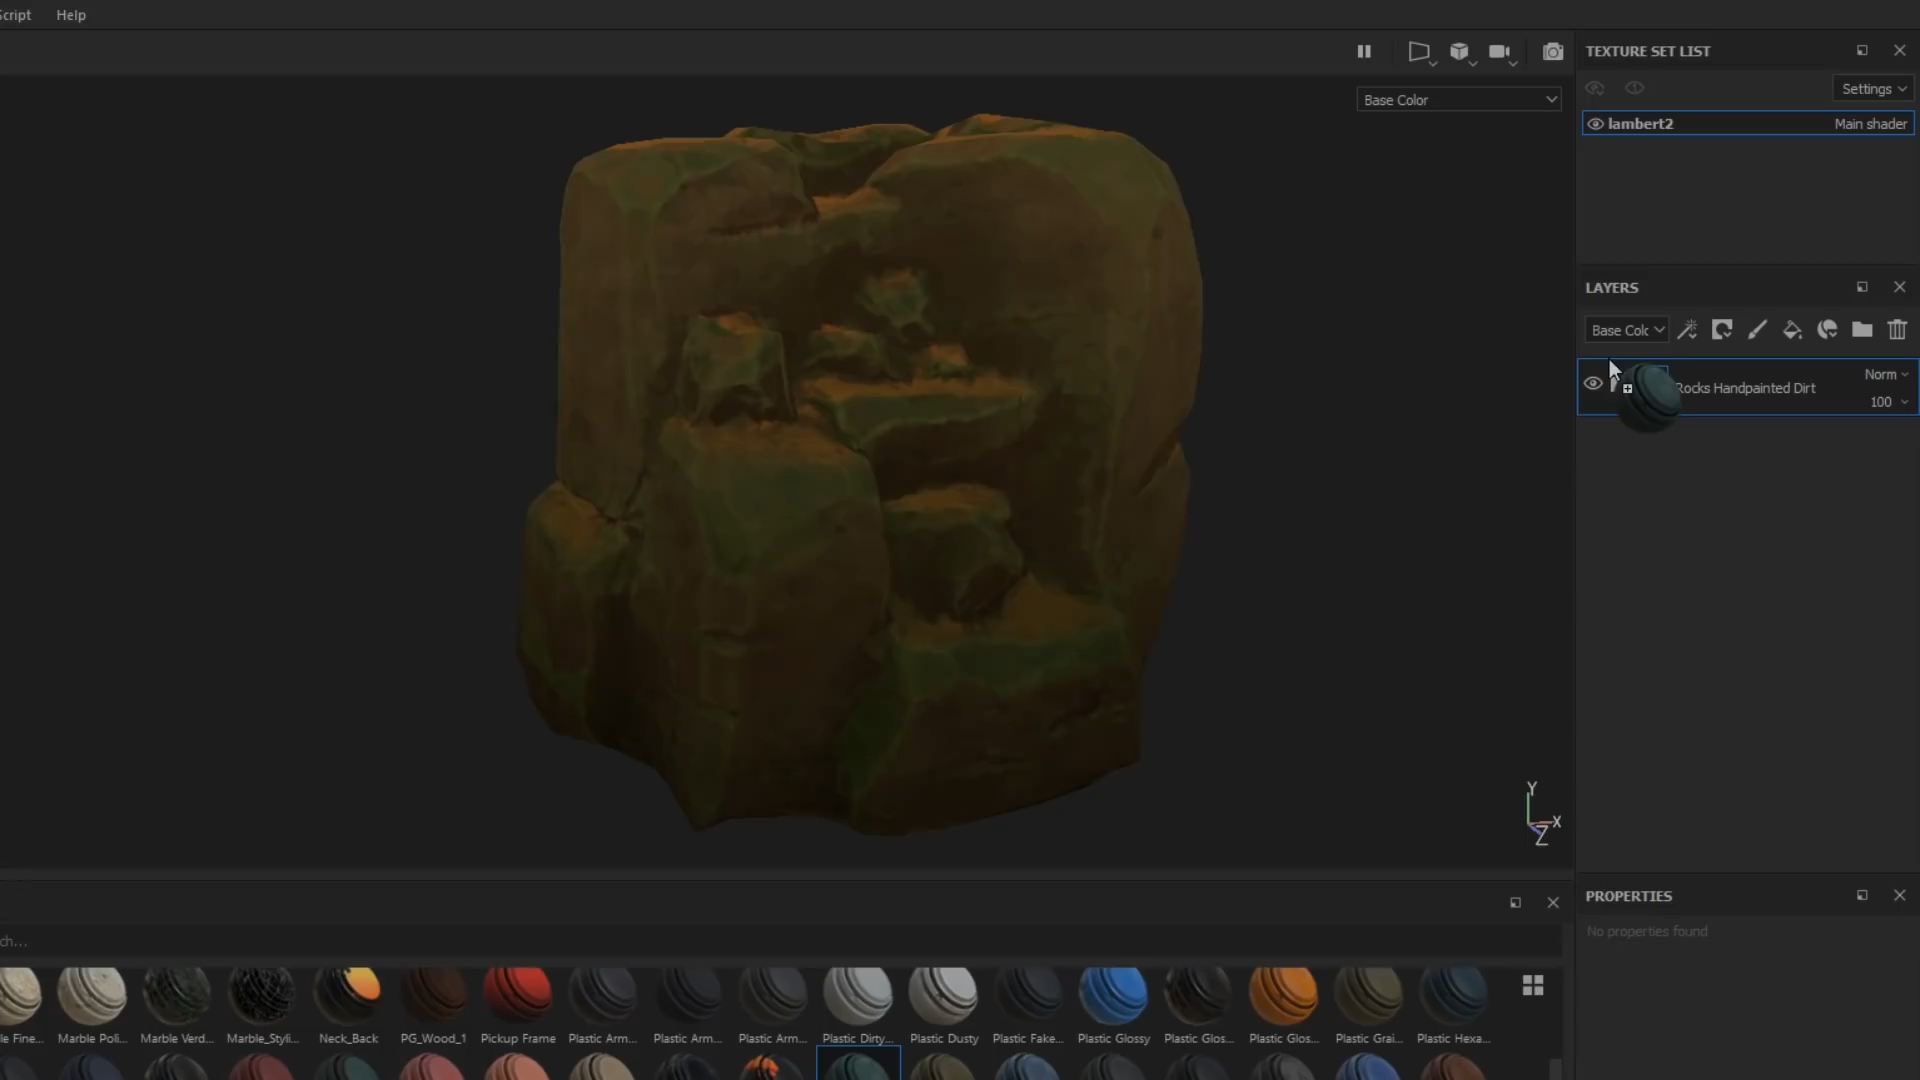 Script Help
TEXTURE SET LIST
Settings
Base Color
lambert2 Main shader
LAYERS
Base Colc
Norm
Rocks Handpainted Dirt
100
Y
X
Z
PROPERTIES
No properties found
ch...
le Fine... Marble Poli... Marble Verd... Marble_Styli... Neck_Back PG_Wood_1 Pickup Frame Plastic Arm... Plastic Arm... Plastic Arm... Plastic Dirty... Plastic Dusty Plastic Fake... Plastic Glossy Plastic Glos... Plastic Glos... Plastic Grai... Plastic Hexa...